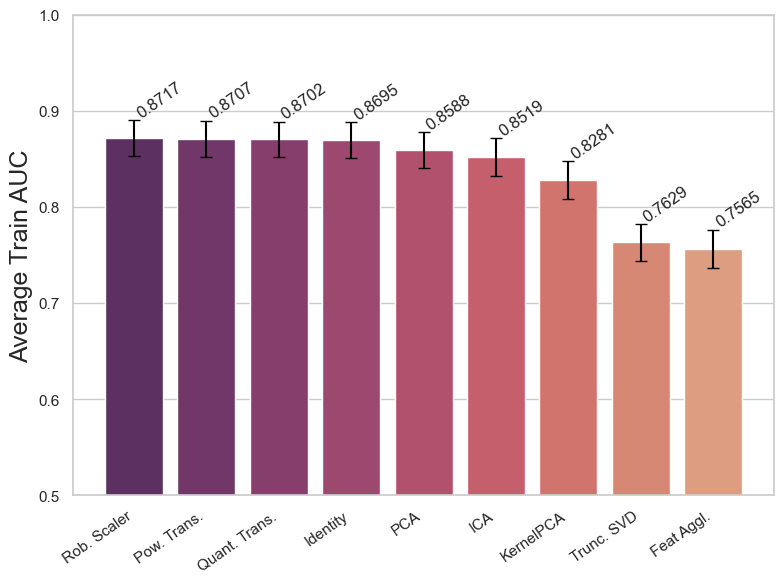 1.0
0.9
0.8
0.7
0.6
0.5
Average Train AUC
0.8717
0.8707
0.8702
0.8695
0.8588
0.8519
0.8281
0.7629
0.7565
Rob. Scaler
Pow. Trans.
Quant. Trans.
Identity
PCA
ICA
KernelPCA
Trunc. SVD
Feat Aggl.